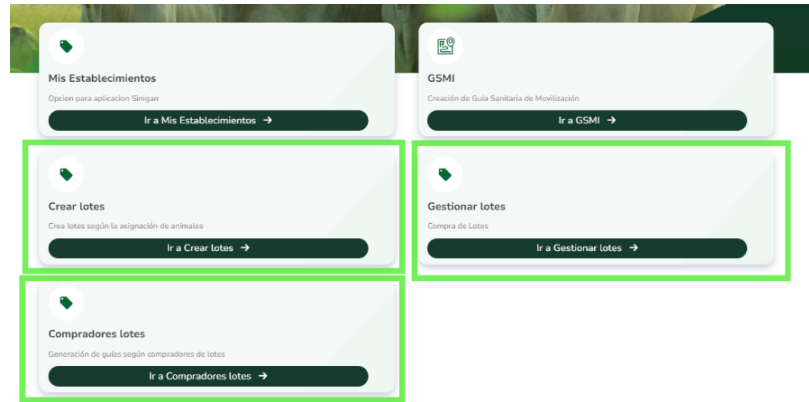 Mis Establecimientos
Opcion para aplicacion Sinigan
Ir a Mis Establecimientos →
GSMI
Creación de Guía Sanitaria de Movilización
Ir a GSMI →
Crear lotes
Crea lotes según la asignación de animales
Ir a Crear lotes →
Gestionar lotes
Compra de Lotes
Ir a Gestionar lotes →
Compradores lotes
Generación de guías según compradores de lotes
Ir a Compradores lotes →